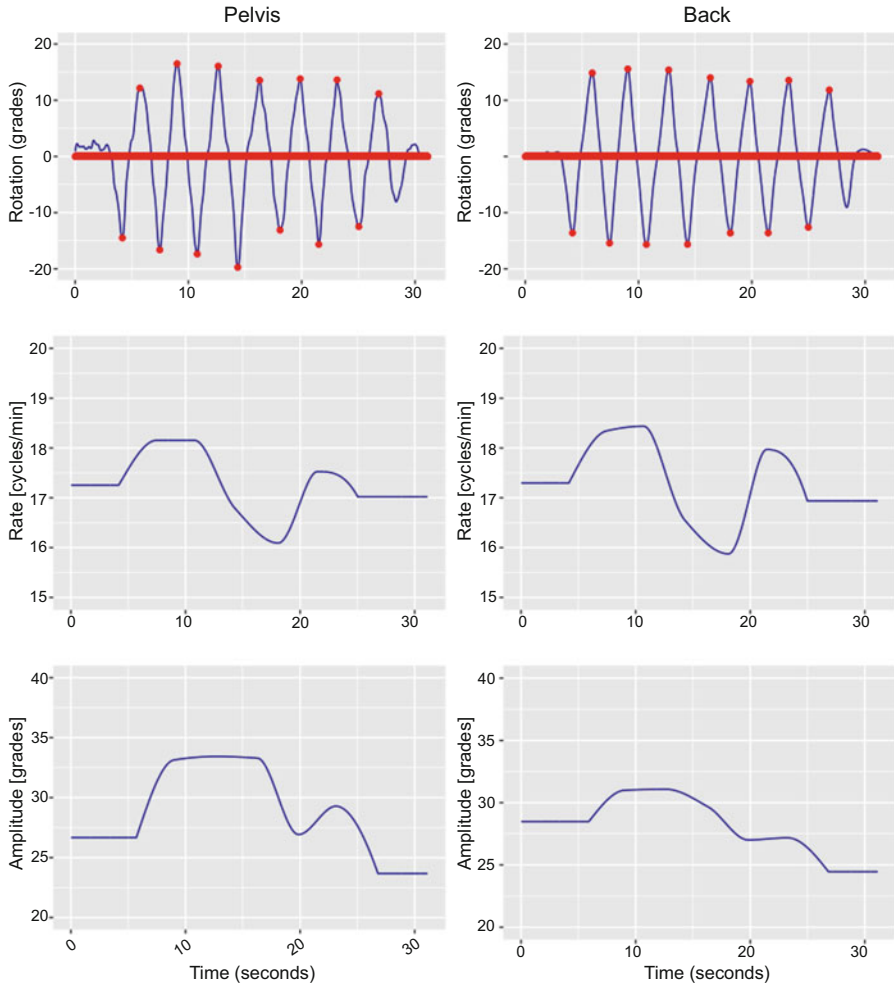 Pelvis
Back
Rotation (grades)
20
10
0
-10
-20
0 10 20 30
Rotation (grades)
20
10
0
-10
-20
0 10 20 30
Rate [cycles/min]
20
19
18
17
16
15
0 10 20 30
Rate [cycles/min]
20
19
18
17
16
15
0 10 20 30
Amplitude [grades]
40
35
30
25
20
0 10 20 30
Time (seconds)
Amplitude [grades]
40
35
30
25
20
0 10 20 30
Time (seconds)